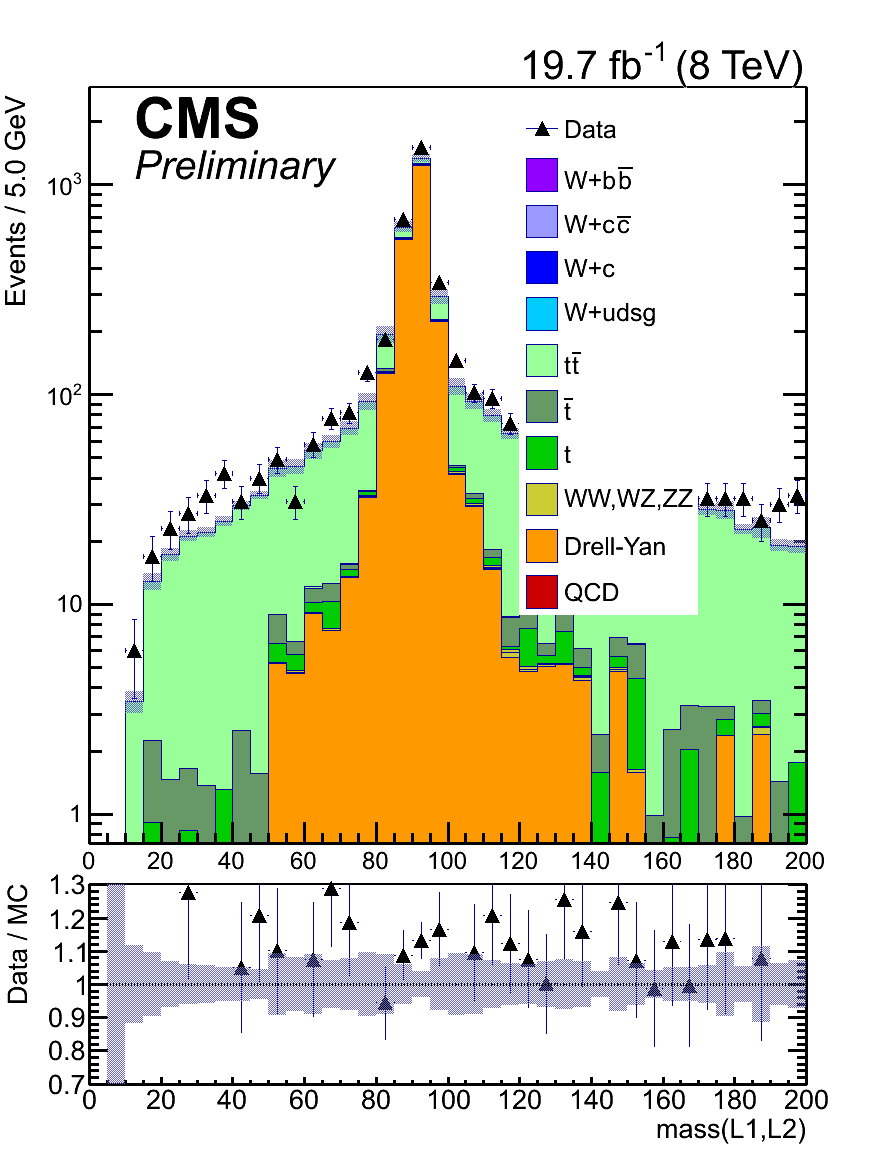 19.7 fb⁻¹ (8 TeV)
CMS
Preliminary
Events / 5.0 GeV
10³
10²
10
1
Data
W+bb̅
W+cc̅
W+c
W+udsg
tt̅
t̅
t
WW,WZ,ZZ
Drell-Yan
QCD
0 20 40 60 80 100 120 140 160 180 200
Data / MC
1.3
1.2
1.1
1
0.9
0.8
0.7
0 20 40 60 80 100 120 140 160 180 200
mass(L1,L2)